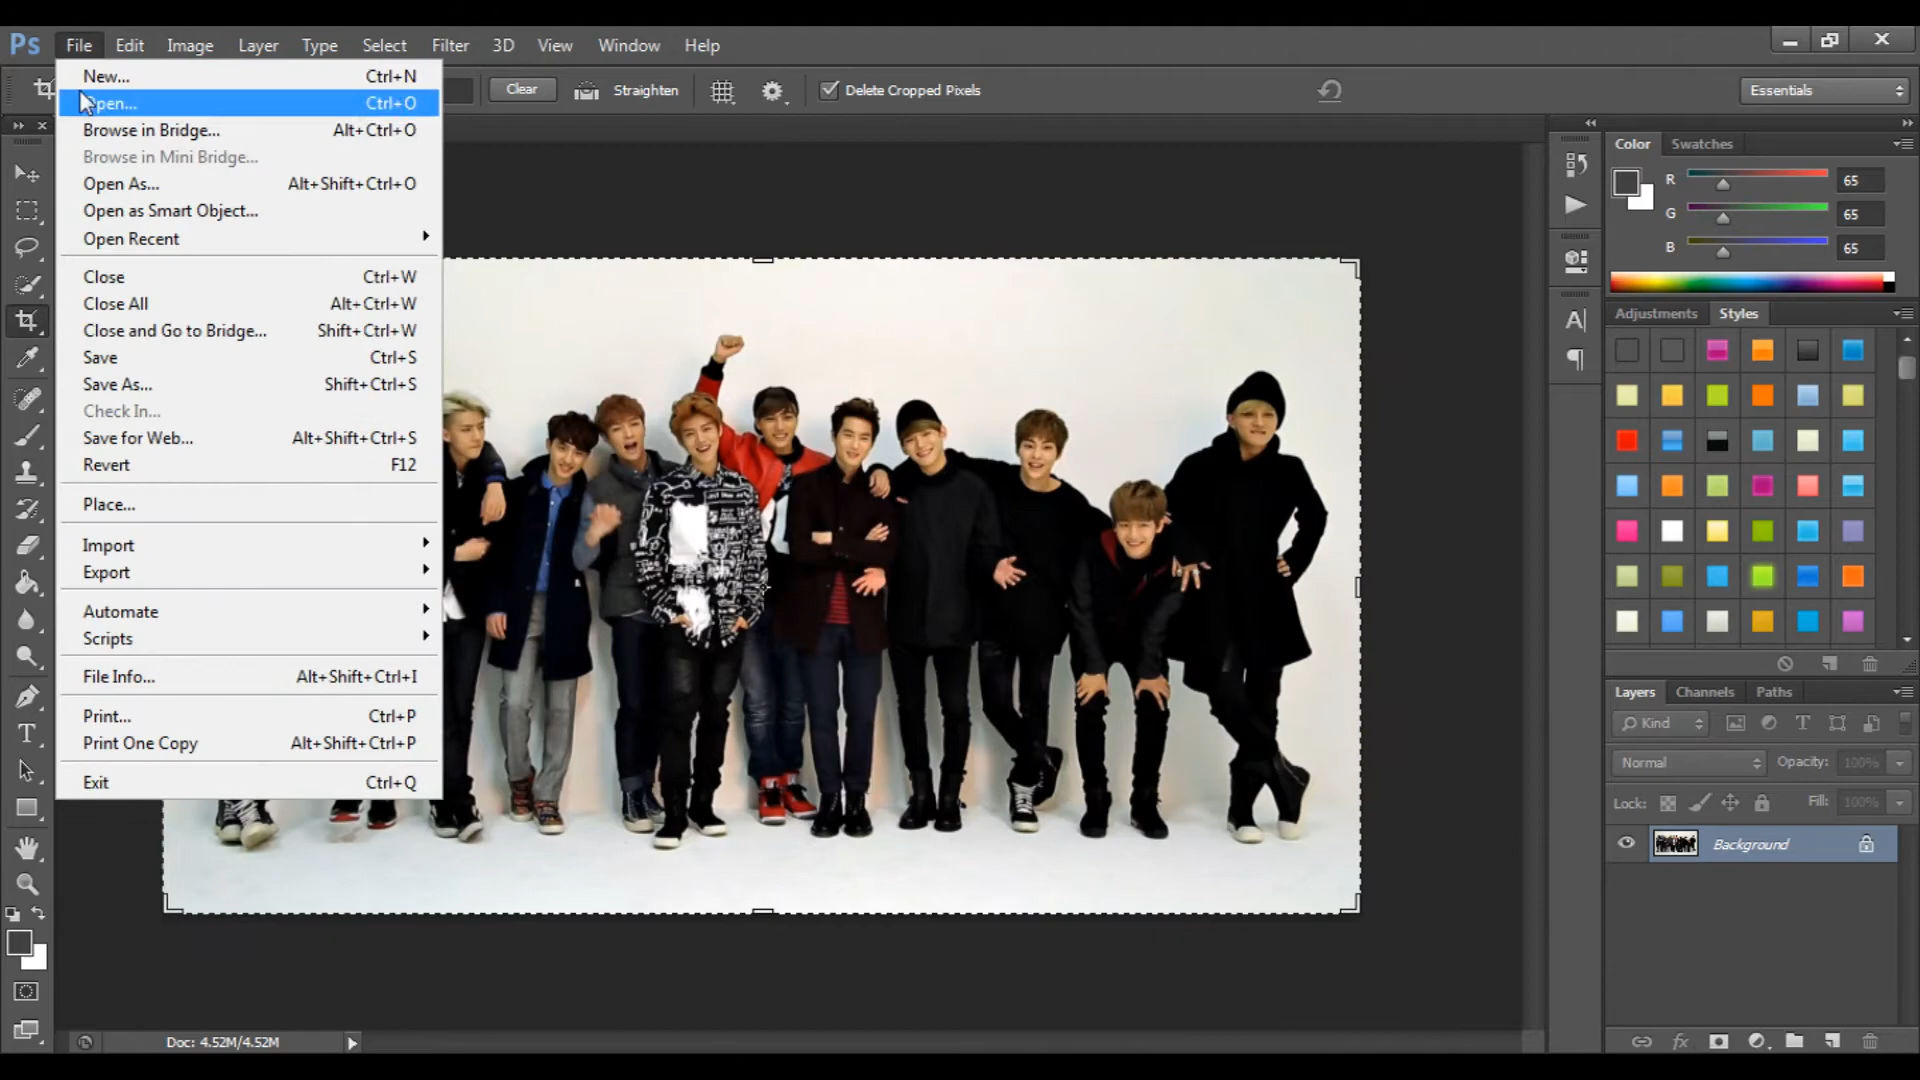 Ps File Edit Image Layer Type Select Filter 3D View Window Help
Clear Straighten Delete Cropped Pixels Essentials
New... Ctrl+N
Open... Ctrl+O
Browse in Bridge... Alt+Ctrl+O
Browse in Mini Bridge...
Open As... Alt+Shift+Ctrl+O
Open as Smart Object...
Open Recent
Close Ctrl+W
Close All Alt+Ctrl+W
Close and Go to Bridge... Shift+Ctrl+W
Save Ctrl+S
Save As... Shift+Ctrl+S
Check In...
Save for Web... Alt+Shift+Ctrl+S
Revert F12
Place...
Import
Export
Automate
Scripts
File Info... Alt+Shift+Ctrl+I
Print... Ctrl+P
Print One Copy Alt+Shift+Ctrl+P
Exit Ctrl+Q
Color Swatches
R 65
G 65
B 65
Adjustments Styles
Layers Channels Paths
Kind
Normal Opacity: 100%
Lock: Fill: 100%
Background
Doc: 4.52M/4.52M